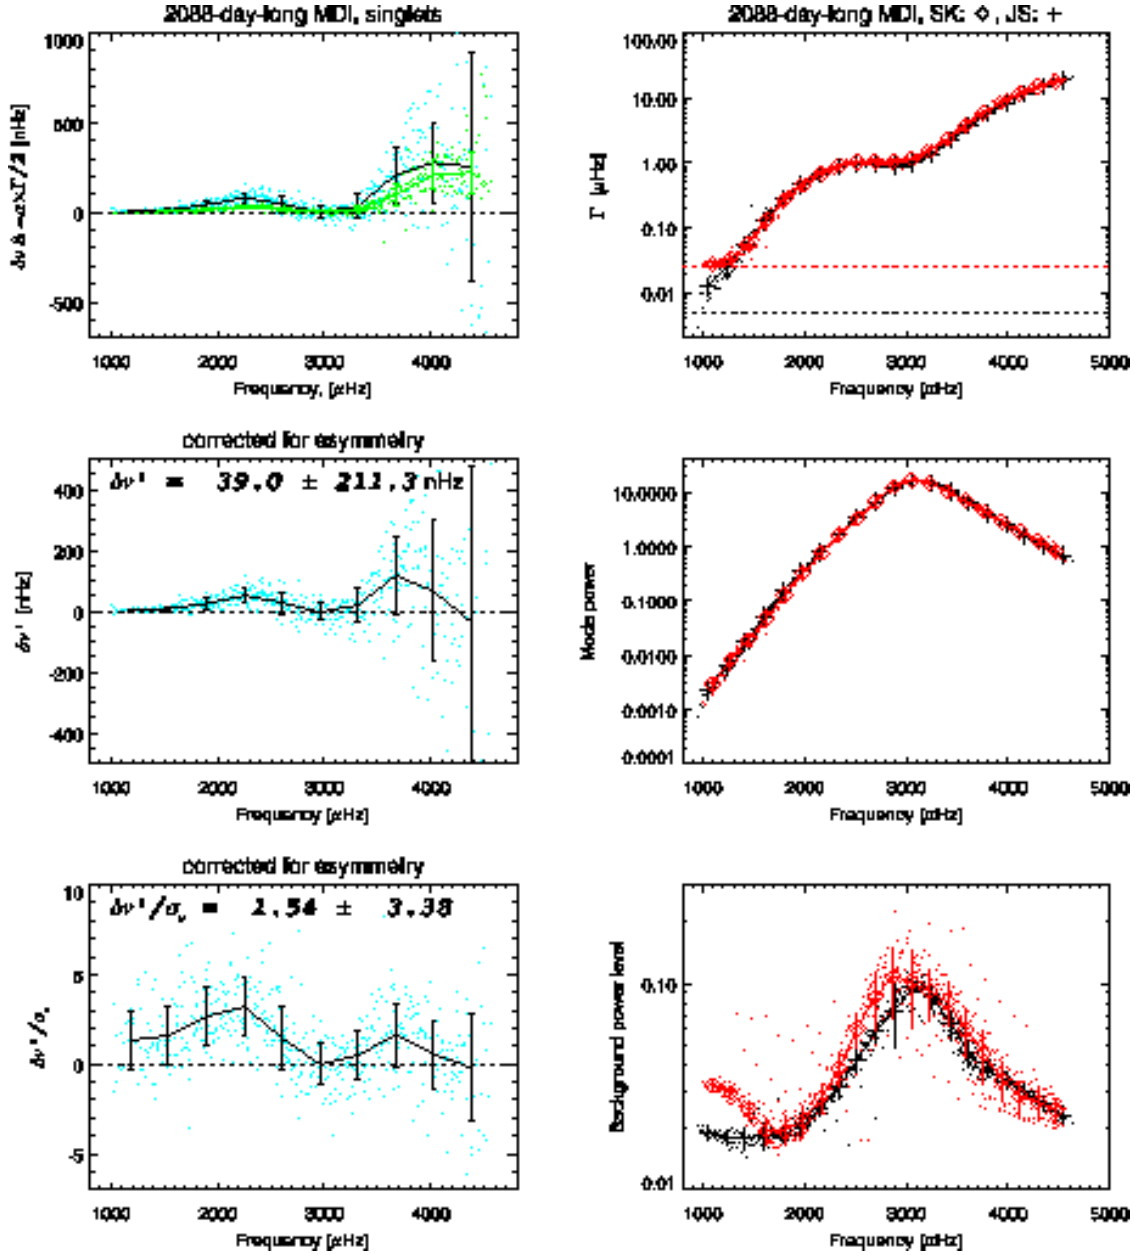 2088-day-long MDI, singlets
1000
500
0
-500
δν & -α×Γ/2 [nHz]
1000 2000 3000 4000
Frequency, [μHz]
2088-day-long MDI, SK: ◇, JS: +
100.00
10.00
1.00
0.10
0.01
Γ [μHz]
1000 2000 3000 4000 5000
Frequency [mHz]
corrected for asymmetry
δν' = 39.0 ± 211.3 nHz
400
200
0
-200
-400
δν' [nHz]
1000 2000 3000 4000
Frequency [μHz]
10.0000
1.0000
0.1000
0.0100
0.0010
0.0001
Mode power
1000 2000 3000 4000 5000
Frequency [mHz]
corrected for asymmetry
δν'/σᵥ = 1.54 ± 3.38
10
5
0
-5
δν'/σᵥ
1000 2000 3000 4000
Frequency [μHz]
0.10
0.01
Background power level
1000 2000 3000 4000 5000
Frequency [mHz]